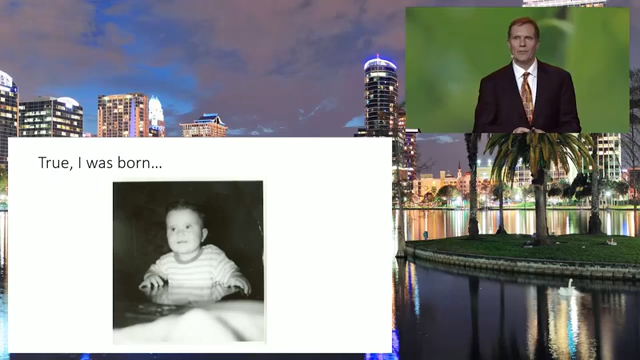 True, I was born…